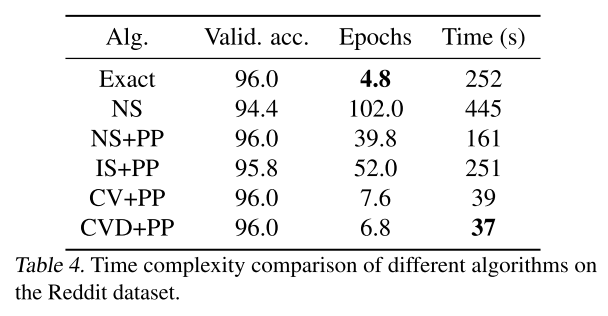 Alg. Valid. acc. Epochs Time (s)
Exact 96.0 4.8 252
NS 94.4 102.0 445
NS+PP 96.0 39.8 161
IS+PP 95.8 52.0 251
CV+PP 96.0 7.6 39
CVD+PP 96.0 6.8 37
Table 4. Time complexity comparison of different algorithms on
the Reddit dataset.